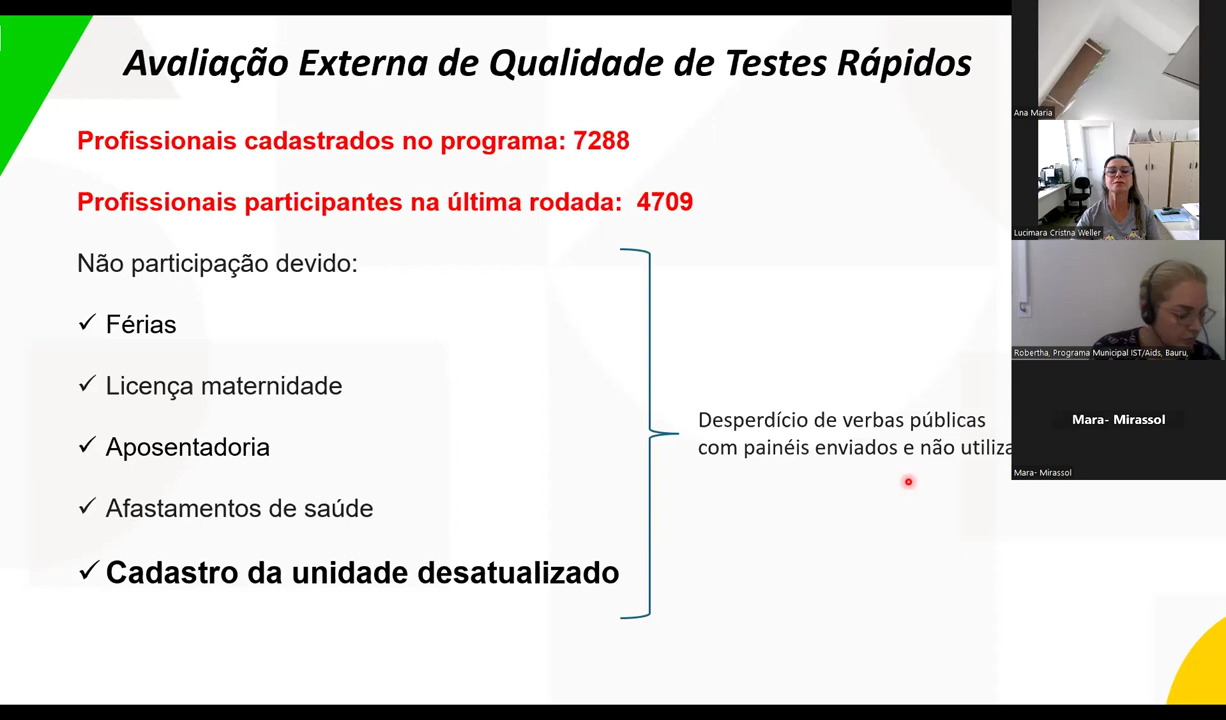 Avaliação Externa de Qualidade de Testes Rápidos
Profissionais cadastrados no programa: 7288
Profissionais participantes na última rodada: 4709
Não participação devido:
✓ Férias
✓ Licença maternidade
✓ Aposentadoria
✓ Afastamentos de saúde
✓ Cadastro da unidade desatualizado
Desperdício de verbas públicas
com painéis enviados e não utiliza
Ana Maria
Lucimara Cristna Weller
Robertha, Programa Municipal IST/Aids, Bauru,
Mara- Mirassol
Mara- Mirassol